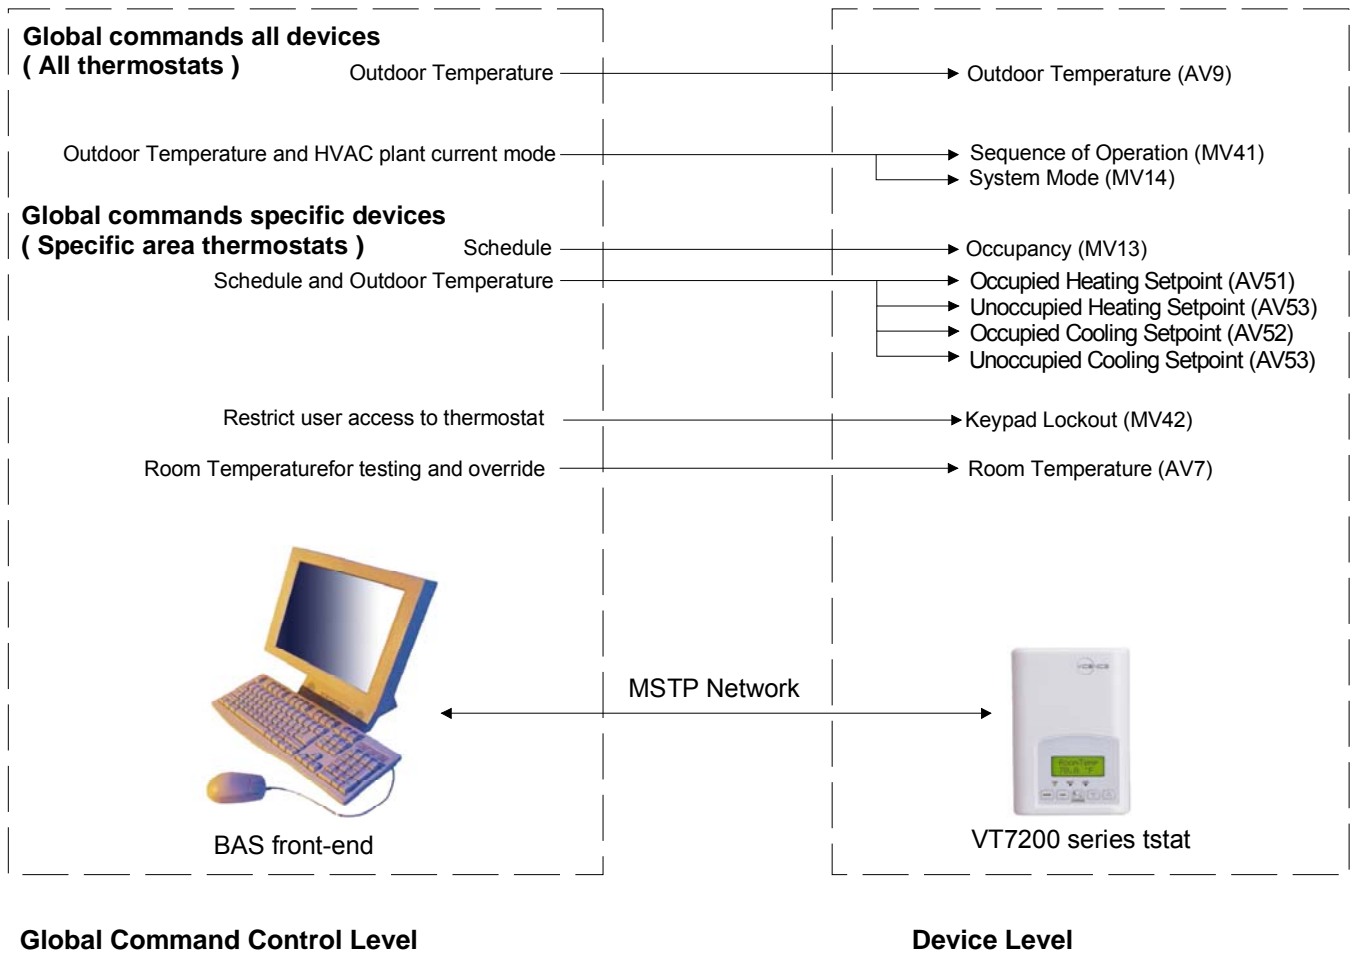 Global commands all devices
( All thermostats )
Outdoor Temperature
Outdoor Temperature (AV9)
Outdoor Temperature and HVAC plant current mode
Sequence of Operation (MV41)
System Mode (MV14)
Global commands specific devices
( Specific area thermostats )
Schedule
Occupancy (MV13)
Schedule and Outdoor Temperature
Occupied Heating Setpoint (AV51)
Unoccupied Heating Setpoint (AV53)
Occupied Cooling Setpoint (AV52)
Unoccupied Cooling Setpoint (AV53)
Restrict user access to thermostat
Keypad Lockout (MV42)
Room Temperaturefor testing and override
Room Temperature (AV7)
MSTP Network
RoomTemp
70.0 °F
BAS front-end
VT7200 series tstat
Global Command Control Level
Device Level